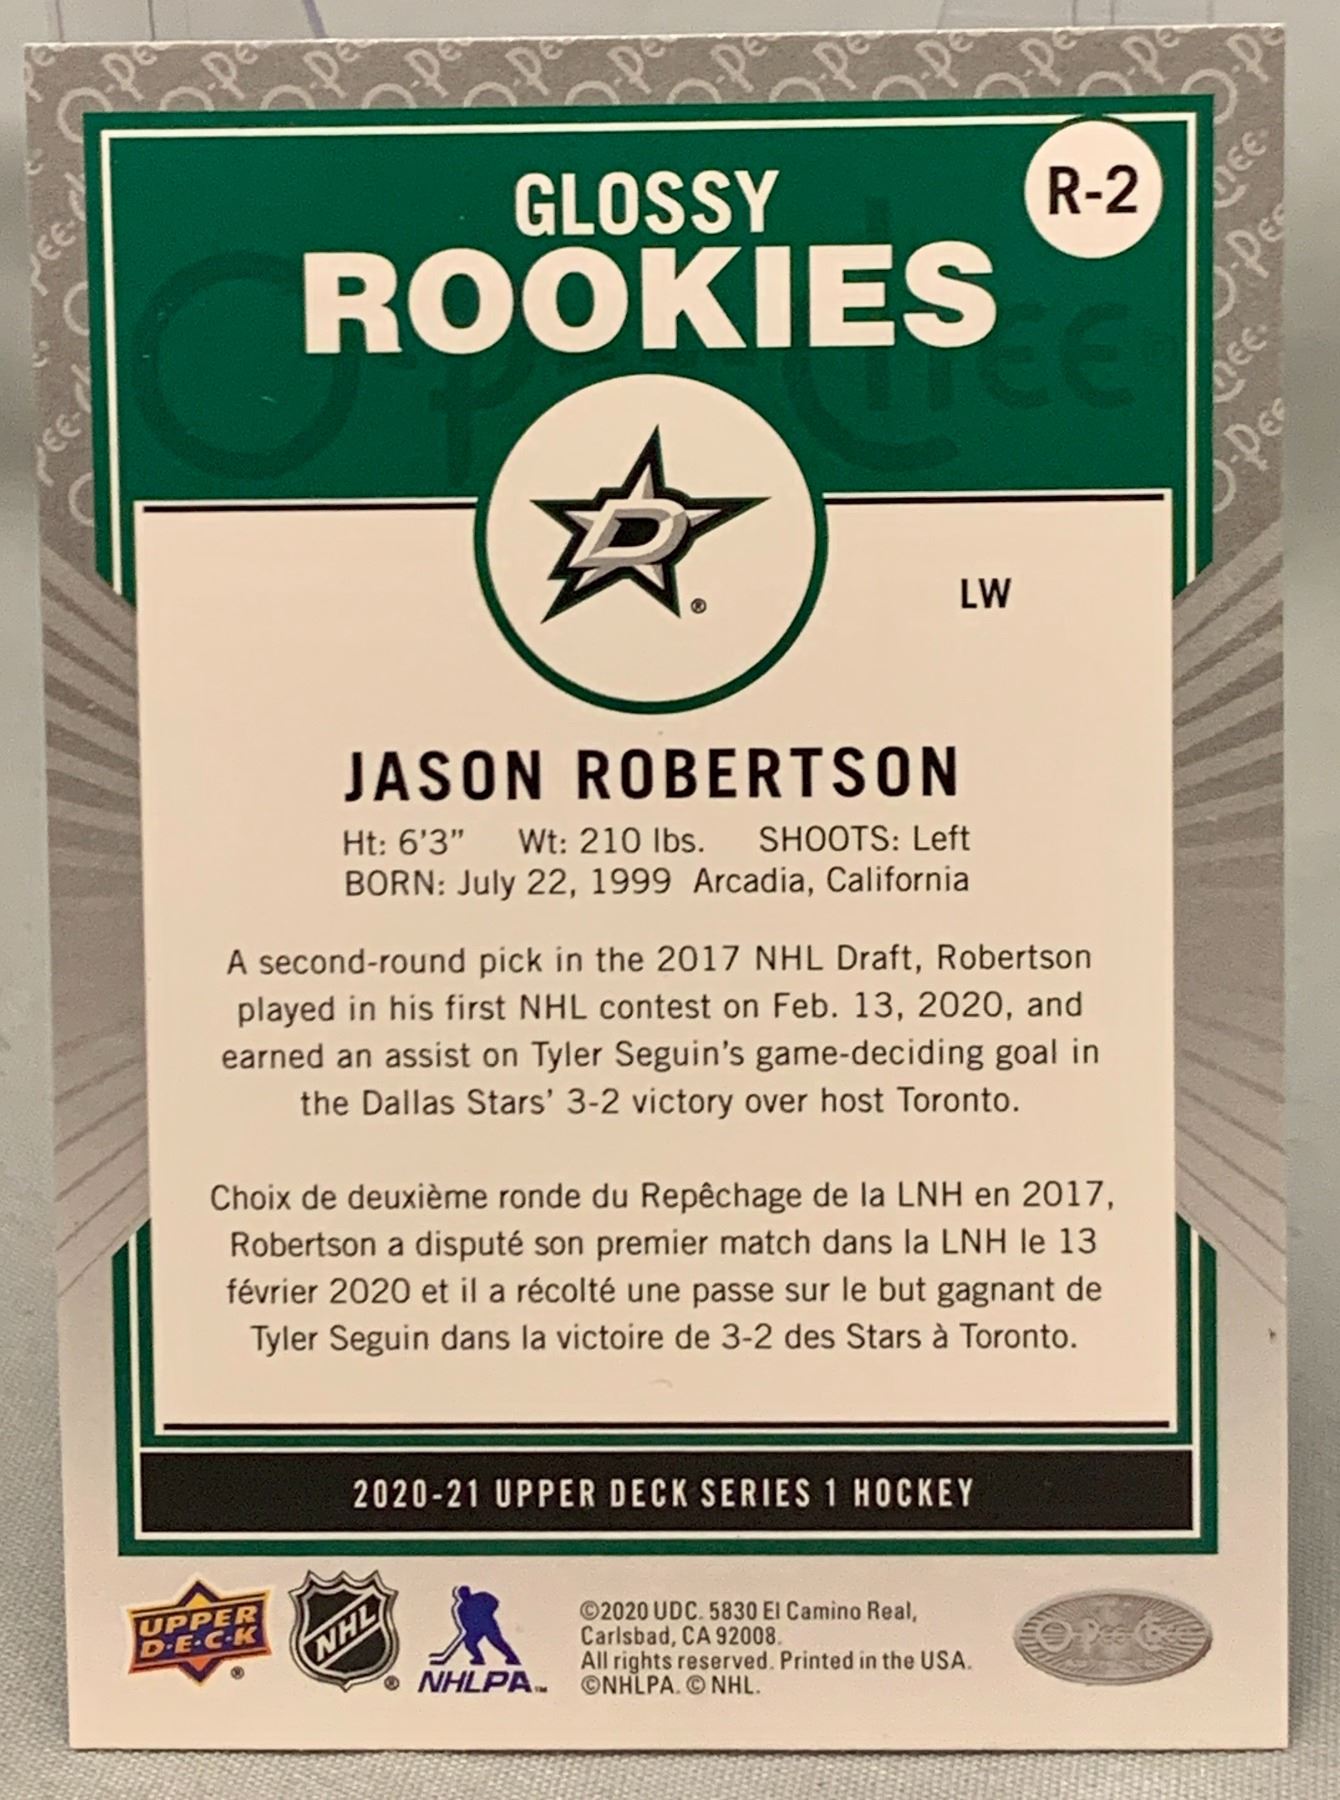 R-2
GLOSSY
ROOKIES
O-Pee-Chee
D
®
LW
JASON ROBERTSON
Ht: 6'3" Wt: 210 lbs. SHOOTS: Left
BORN: July 22, 1999 Arcadia, California
A second-round pick in the 2017 NHL Draft, Robertson
played in his first NHL contest on Feb. 13, 2020, and
earned an assist on Tyler Seguin's game-deciding goal in
the Dallas Stars' 3-2 victory over host Toronto.
Choix de deuxième ronde du Repêchage de la LNH en 2017,
Robertson a disputé son premier match dans la LNH le 13
février 2020 et il a récolté une passe sur le but gagnant de
Tyler Seguin dans la victoire de 3-2 des Stars à Toronto.
2020-21 UPPER DECK SERIES 1 HOCKEY
UPPER
D·E·C·K
®
NHL
®
NHLPA™
©2020 UDC. 5830 El Camino Real,
Carlsbad, CA 92008.
All rights reserved. Printed in the USA.
©NHLPA. © NHL.
O-Pee-Chee